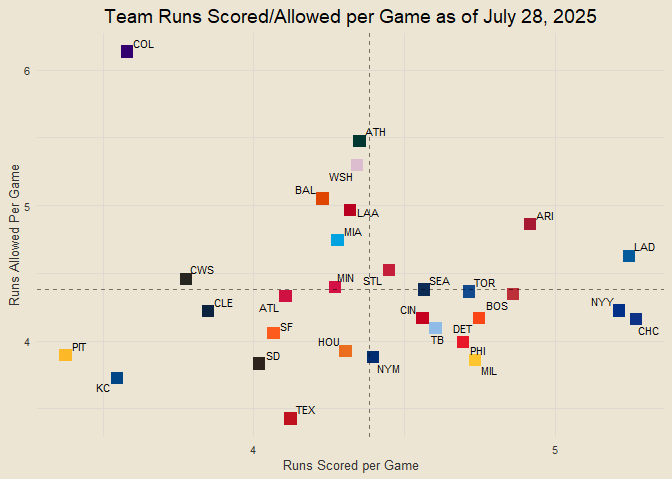 Team Runs Scored/Allowed per Game as of July 28, 2025
COL
6
ATH
WSH
BAL
LAA
5
ARI
MIA
LAD
CWS
MIN
STL
SEA
TOR
CLE
ATL
CIN
BOS
NYY
CHC
SF
TB
DET
4
PIT
SD
HOU
NYM
PHI
MIL
KC
TEX
4
5
Runs Scored per Game
Runs Allowed Per Game